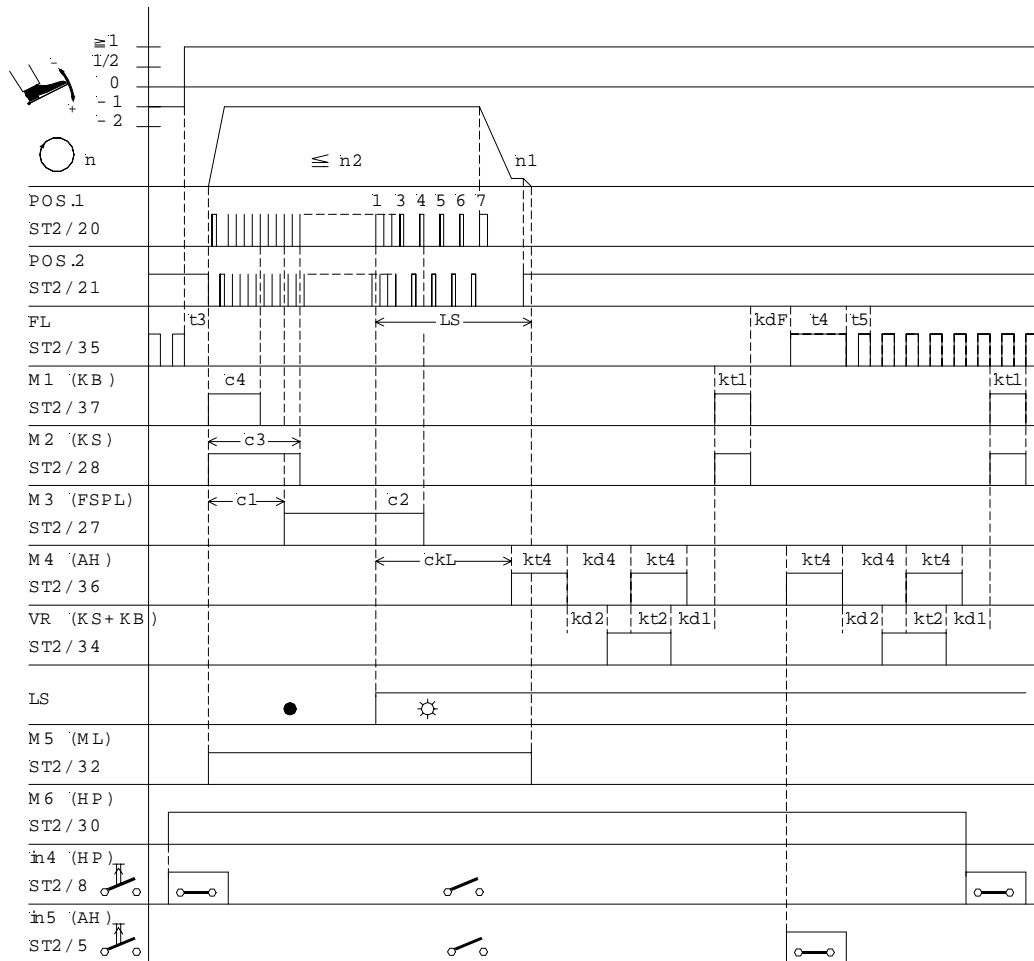 ≧1
1/2
0
-1
-2
-
+
n
≦ n2
n1
POS.1
ST2/20
1 3 4 5 6 7
POS.2
ST2/21
FL
ST2/35
t3
LS
kdF t4 t5
M1 (KB)
ST2/37
c4
kt1 kt1
M2 (KS)
ST2/28
c3
M3 (FSPL)
ST2/27
c1 c2
M4 (AH)
ST2/36
ckL kt4 kd4 kt4 kt4 kd4 kt4
VR (KS+KB)
ST2/34
kd2 kt2 kd1 kd2 kt2 kd1
LS
M5 (ML)
ST2/32
M6 (HP)
ST2/30
in4 (HP)
ST2/8
in5 (AH)
ST2/5